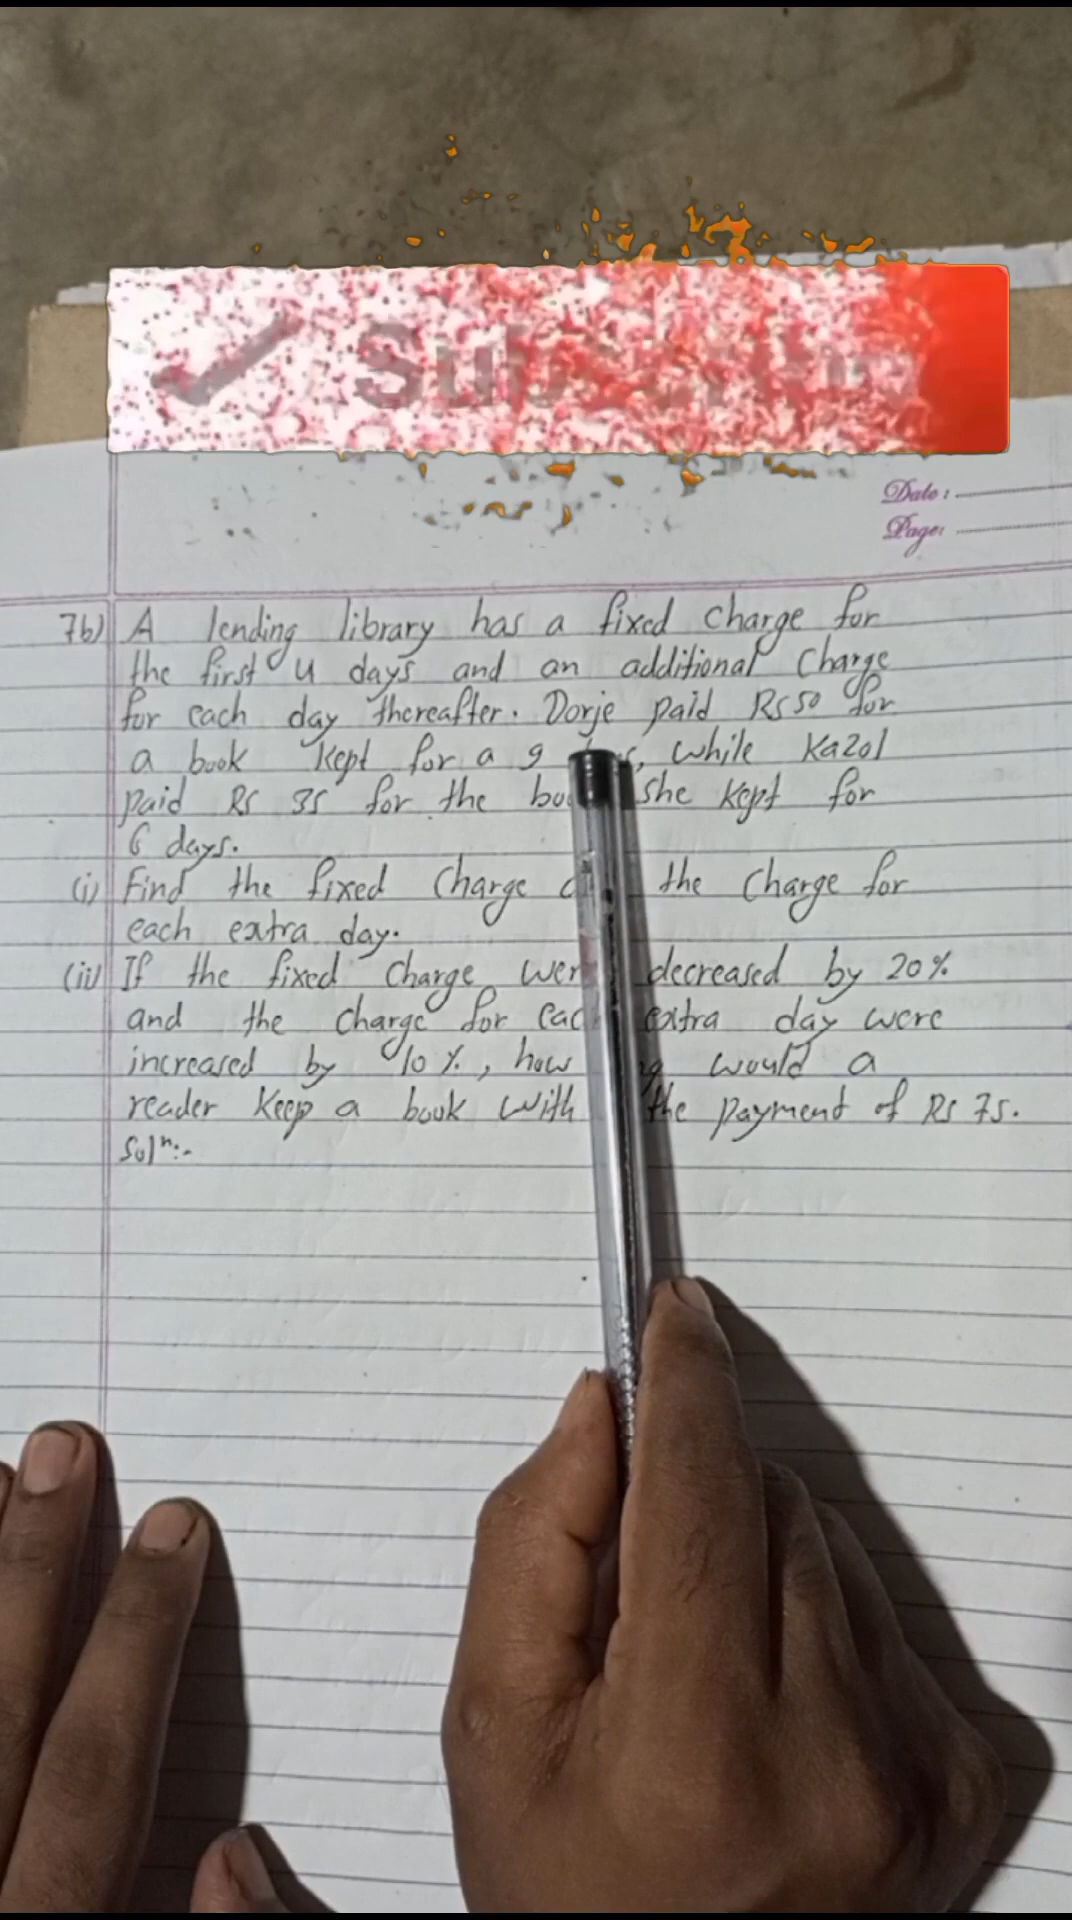 Subscribe
Date:
Page:
7b) A lending library has a fixed charge for
the first 4 days and an additional charge
for each day thereafter. Dorje paid Rs 50 for
a book kept for a 9 while Kazol
paid Rs 35 for the she kept for
6 days.
(i) Find the fixed charge the charge for
each extra day.
(ii) If the fixed charge decreased by 20%
and the charge for extra day were
increased by 10%, how would a
reader keep a book with the payment of Rs 75.
Solⁿ:-